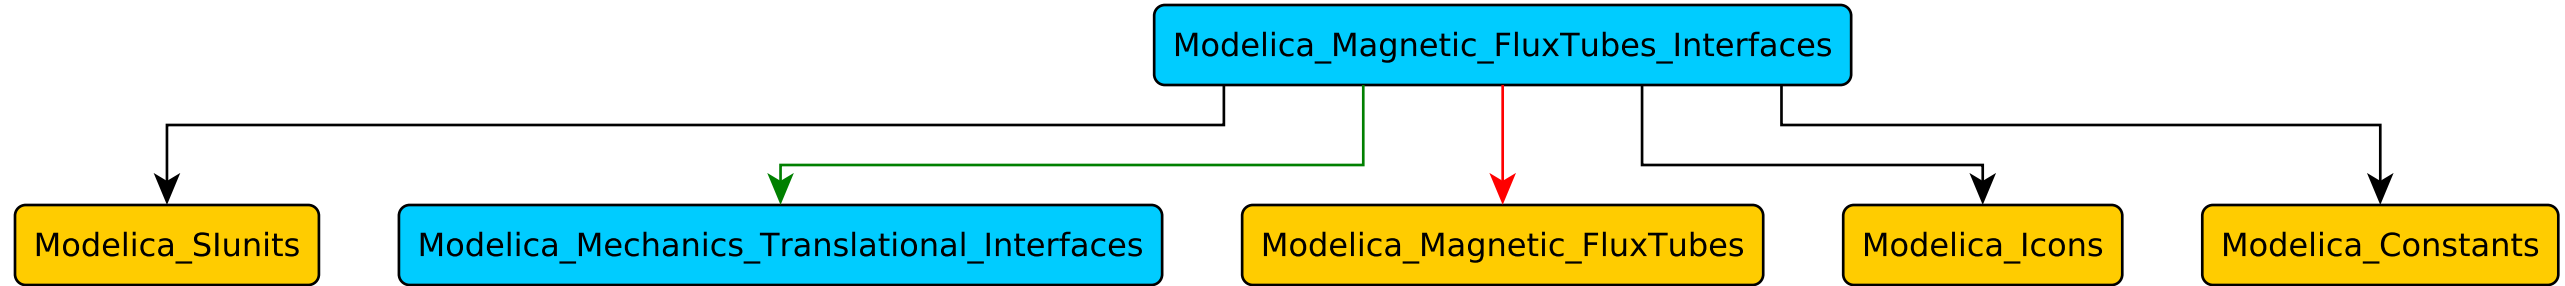 Modelica_Magnetic_FluxTubes_Interfaces
Modelica_SIunits
Modelica_Mechanics_Translational_Interfaces
Modelica_Magnetic_FluxTubes
Modelica_Icons
Modelica_Constants